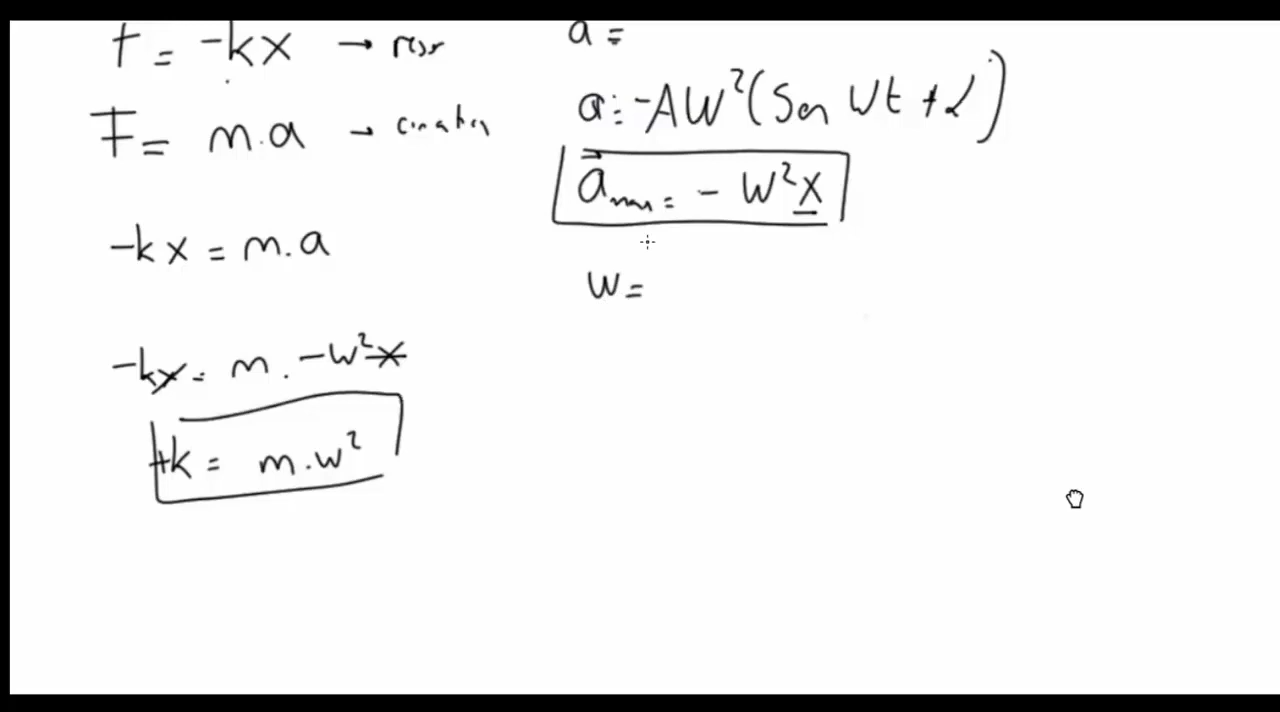 F = -kx →
F = m.a →
-kx = m.a
-kx = m. -w²x
+k = m.w²
a =
a = -Aw²(Sen wt + α)
a = - w²x
w =